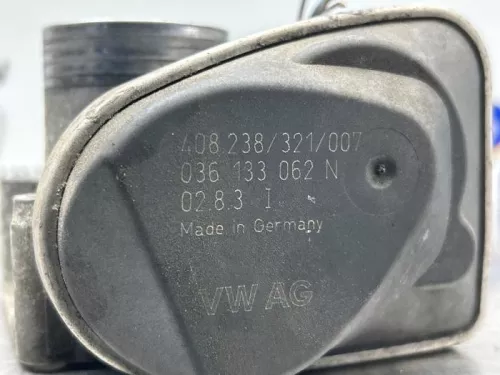 408.238/321/007
036 133 062 N
02.8.3 I
Made in Germany
VW AG